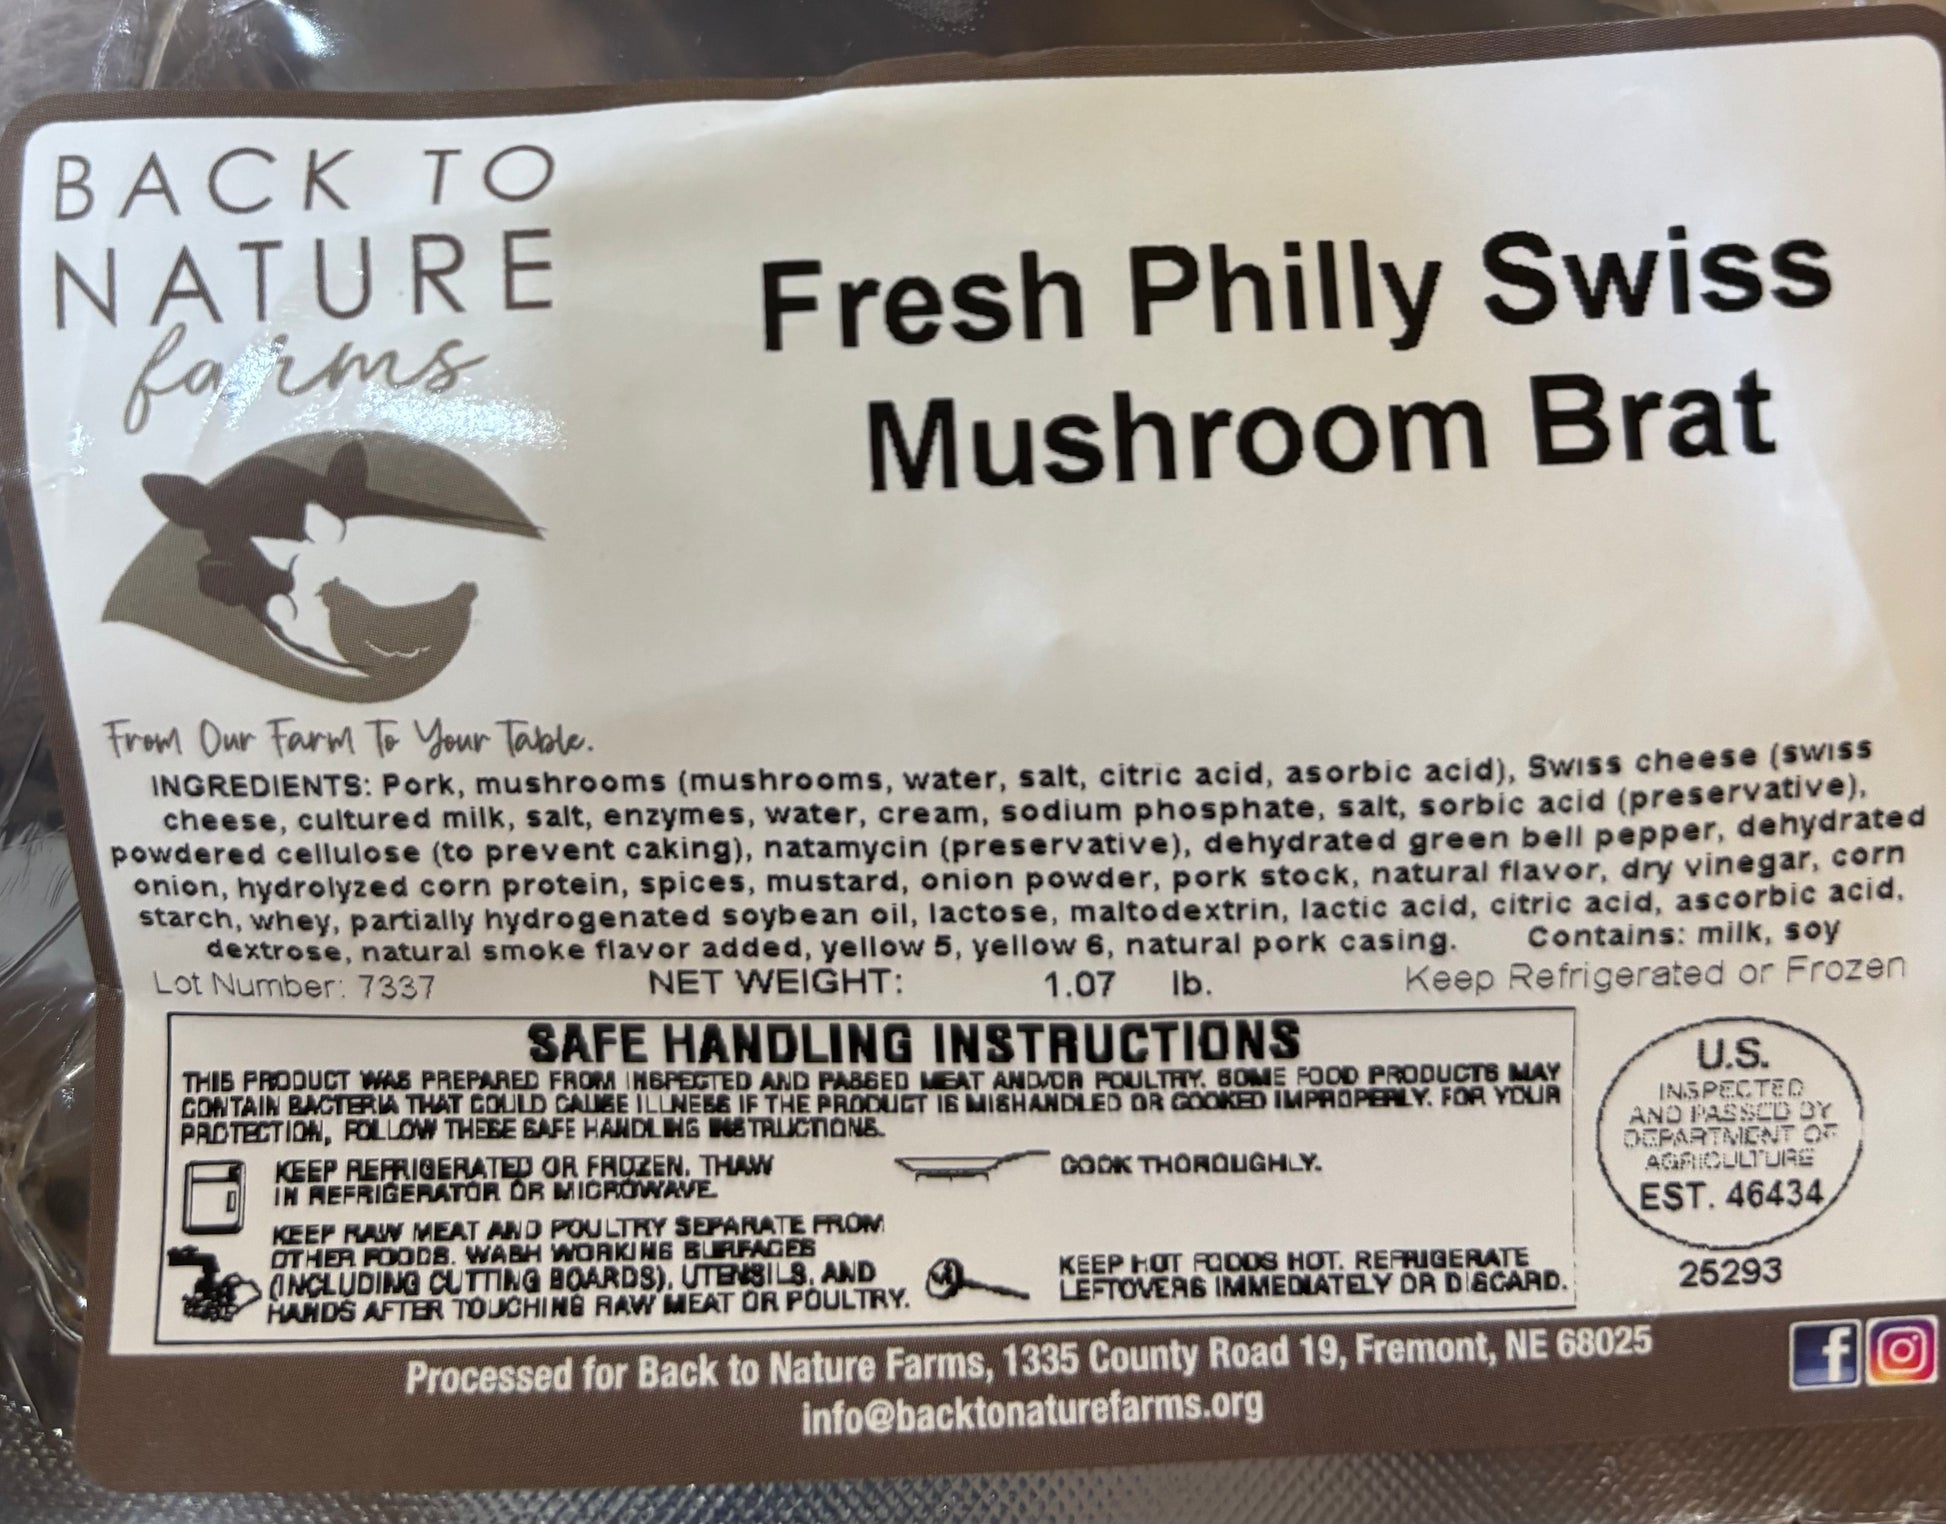 BACK TO
NATURE
farms
From Our Farm To Your Table.
Fresh Philly Swiss
Mushroom Brat
INGREDIENTS: Pork, mushrooms (mushrooms, water, salt, citric acid, asorbic acid), Swiss cheese (swiss
cheese, cultured milk, salt, enzymes, water, cream, sodium phosphate, salt, sorbic acid (preservative),
powdered cellulose (to prevent caking), natamycin (preservative), dehydrated green bell pepper, dehydrated
onion, hydrolyzed corn protein, spices, mustard, onion powder, pork stock, natural flavor, dry vinegar, corn
starch, whey, partially hydrogenated soybean oil, lactose, maltodextrin, lactic acid, citric acid, ascorbic acid,
dextrose, natural smoke flavor added, yellow 5, yellow 6, natural pork casing. Contains: milk, soy
Lot Number: 7337 NET WEIGHT: 1.07 lb. Keep Refrigerated or Frozen
SAFE HANDLING INSTRUCTIONS
THIS PRODUCT WAS PREPARED FROM INSPECTED AND PASSED MEAT AND/OR POULTRY. SOME FOOD PRODUCTS MAY
CONTAIN BACTERIA THAT COULD CAUSE ILLNESS IF THE PRODUCT IS MISHANDLED OR COOKED IMPROPERLY. FOR YOUR
PROTECTION, FOLLOW THESE SAFE HANDLING INSTRUCTIONS.
KEEP REFRIGERATED OR FROZEN. THAW
IN REFRIGERATOR OR MICROWAVE.
COOK THOROUGHLY.
KEEP RAW MEAT AND POULTRY SEPARATE FROM
OTHER FOODS. WASH WORKING SURFACES
(INCLUDING CUTTING BOARDS), UTENSILS, AND
HANDS AFTER TOUCHING RAW MEAT OR POULTRY.
KEEP HOT FOODS HOT. REFRIGERATE
LEFTOVERS IMMEDIATELY OR DISCARD.
U.S.
INSPECTED
AND PASSED BY
DEPARTMENT OF
AGRICULTURE
EST. 46434
25293
Processed for Back to Nature Farms, 1335 County Road 19, Fremont, NE 68025
info@backtonaturefarms.org